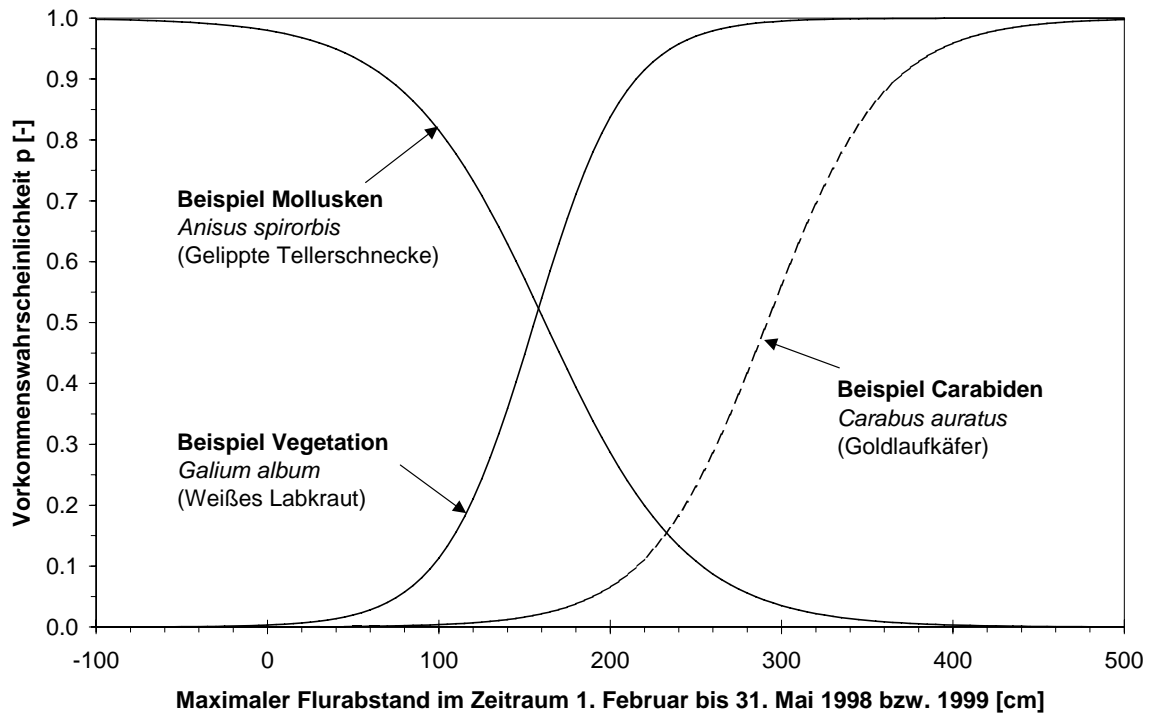 Vorkommenswahrscheinlichkeit p [-]
1.0
0.9
0.8
0.7
0.6
0.5
0.4
0.3
0.2
0.1
0.0
Beispiel Mollusken
Anisus spirorbis
(Gelippte Tellerschnecke)
Beispiel Vegetation
Galium album
(Weißes Labkraut)
Beispiel Carabiden
Carabus auratus
(Goldlaufkäfer)
-100 0 100 200 300 400 500
Maximaler Flurabstand im Zeitraum 1. Februar bis 31. Mai 1998 bzw. 1999 [cm]